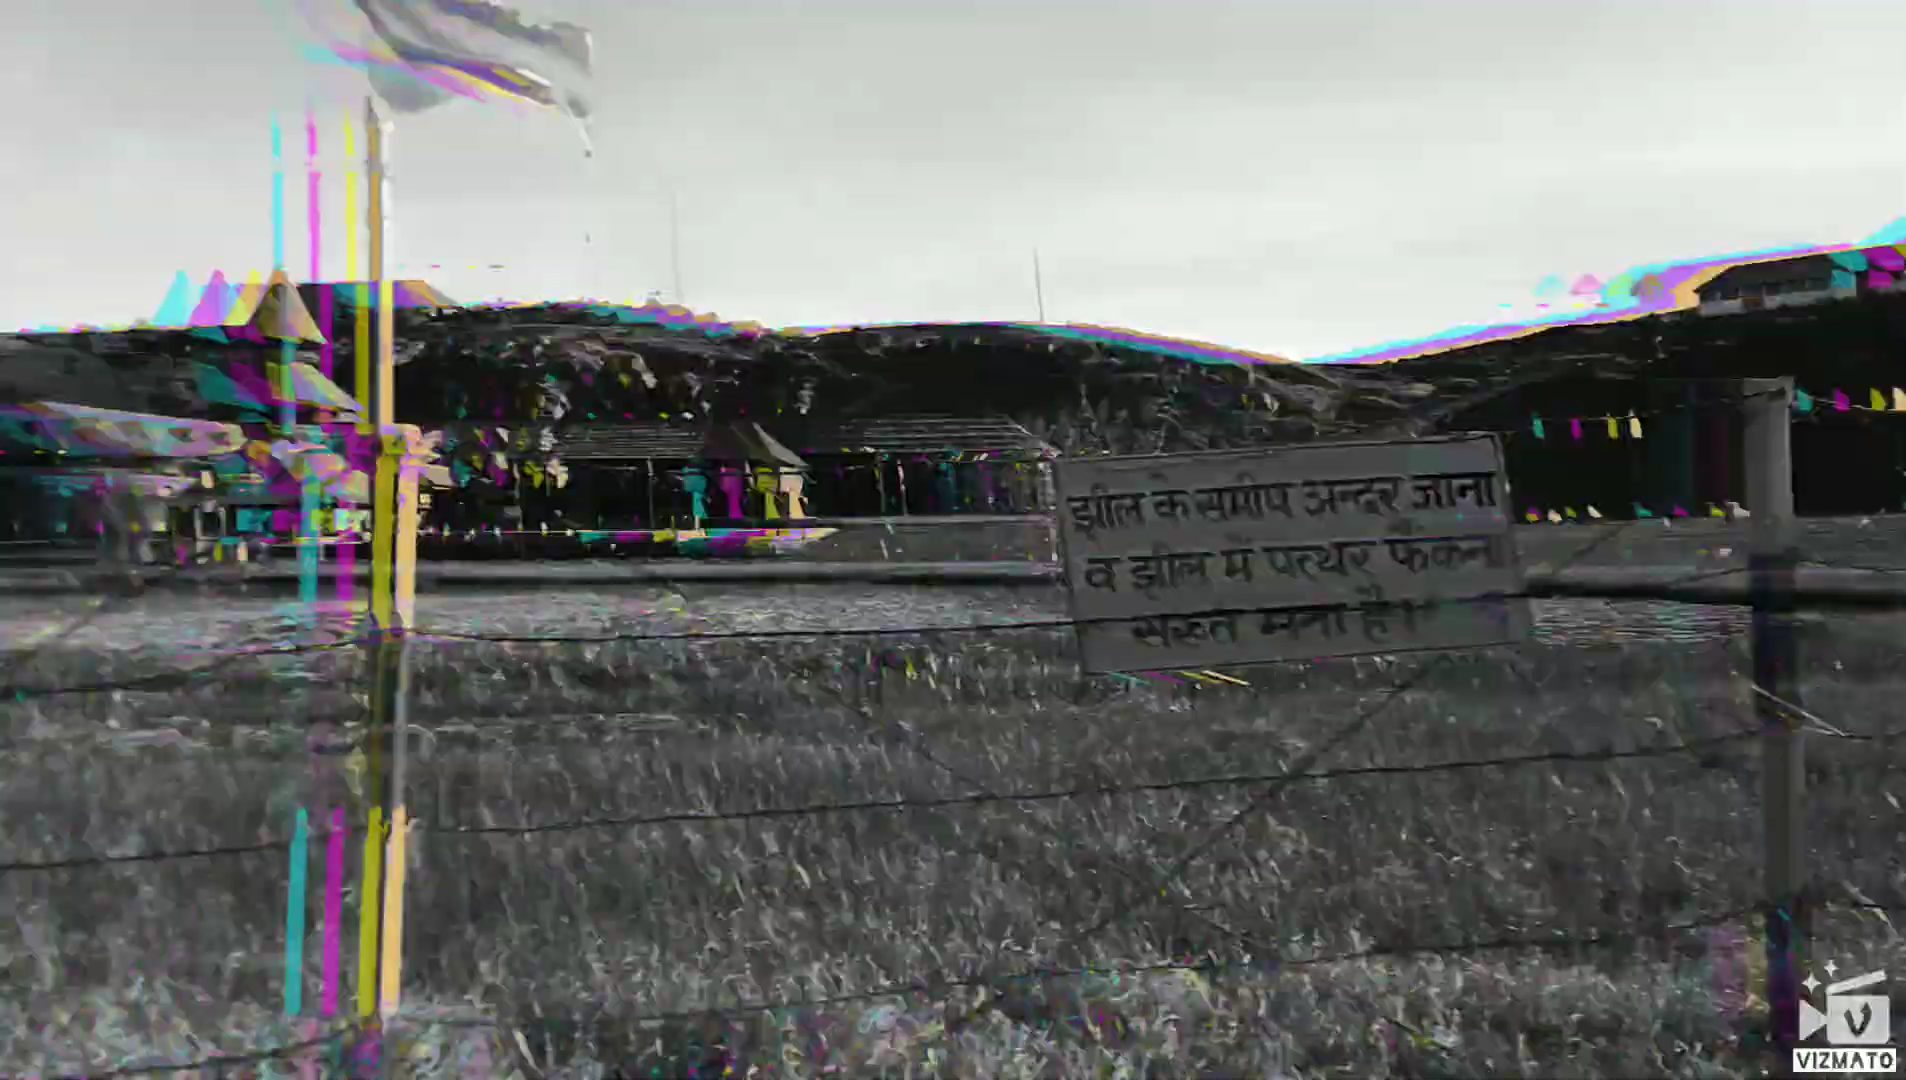 झील के समीप अन्दर जाना
व झील में पत्थर फेंकना
सख्त मना है।
VIZMATO